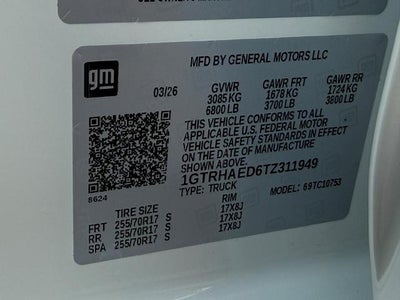 gm
MFD BY GENERAL MOTORS LLC
03/26 GVWR GAWR FRT GAWR RR
3085 KG 1678 KG 1724 KG
6800 LB 3700 LB 3800 LB
THIS VEHICLE CONFORMS TO ALL
APPLICABLE U.S. FEDERAL MOTOR
VEHICLE SAFETY STANDARDS IN
EFFECT ON THE DATE OF
MANUFACTURE SHOWN ABOVE.
1GTRHAED6TZ311949
TYPE: TRUCK MODEL: 69TC10753
8624
TIRE SIZE RIM
FRT 255/70R17 S 17X8J
RR 255/70R17 S 17X8J
SPA 255/70R17 S 17X8J